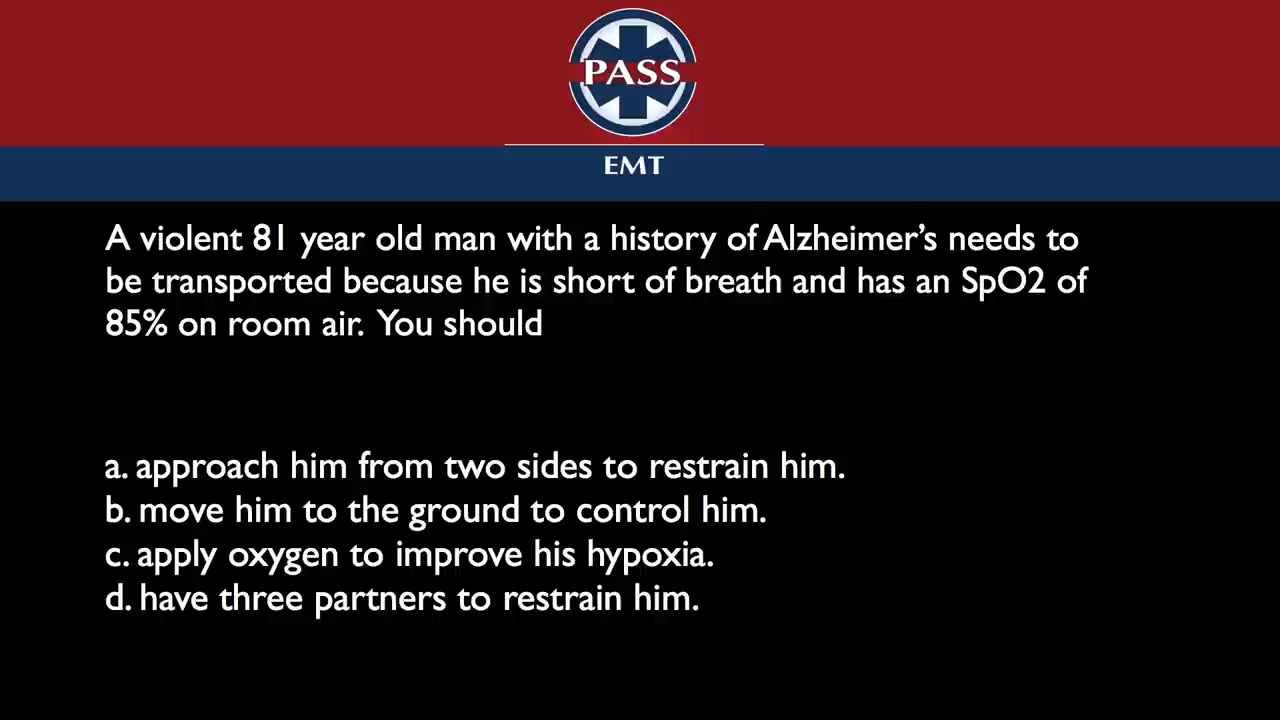 PASS
EMT
A violent 81 year old man with a history of Alzheimer's needs to
be transported because he is short of breath and has an SpO2 of
85% on room air. You should
a. approach him from two sides to restrain him.
b. move him to the ground to control him.
c. apply oxygen to improve his hypoxia.
d. have three partners to restrain him.